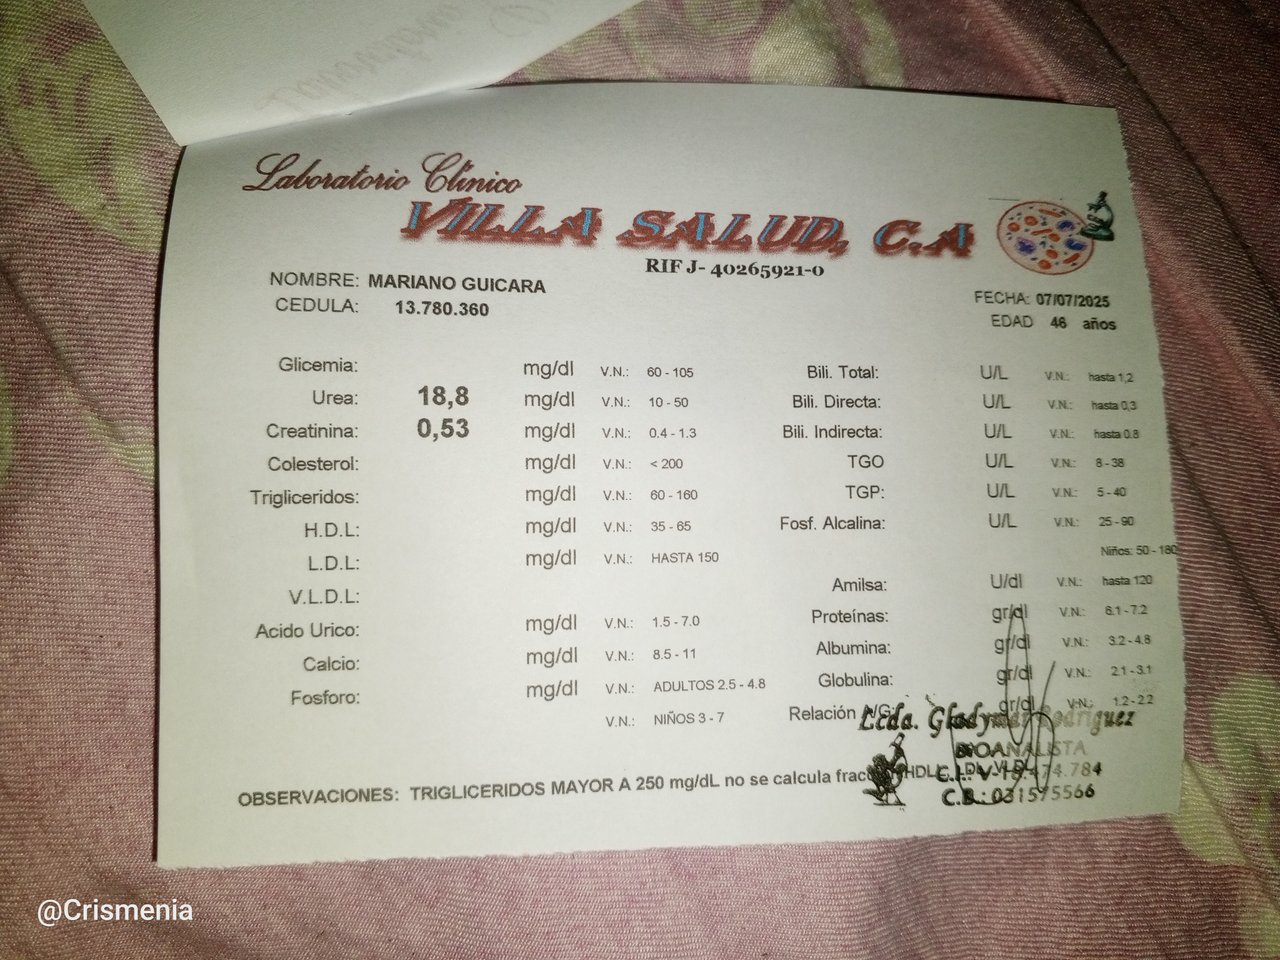 Laboratorio Clínico
VILLA SALUD, C.A
RIF J- 40265921-0
NOMBRE: MARIANO GUICARA
CEDULA: 13.780.360
FECHA: 07/07/2025
EDAD 46 años
Glicemia: mg/dl V.N.: 60 - 105
Urea: 18,8 mg/dl V.N.: 10 - 50
Creatinina: 0,53 mg/dl V.N.: 0.4 - 1.3
Colesterol: mg/dl V.N.: < 200
Trigliceridos: mg/dl V.N.: 60 - 160
H.D.L: mg/dl V.N.: 35 - 65
L.D.L: mg/dl V.N.: HASTA 150
V.L.D.L:
Acido Urico: mg/dl V.N.: 1.5 - 7.0
Calcio: mg/dl V.N.: 8.5 - 11
Fosforo: mg/dl V.N.: ADULTOS 2.5 - 4.8
V.N.: NIÑOS 3 - 7
Bili. Total: U/L V.N.: hasta 1,2
Bili. Directa: U/L V.N.: hasta 0,3
Bili. Indirecta: U/L V.N.: hasta 0.8
TGO U/L V.N.: 8 - 38
TGP: U/L V.N.: 5 - 40
Fosf. Alcalina: U/L V.N.: 25 - 90
Niños: 50 - 180
Amilsa: U/dl V.N.: hasta 120
Proteínas: gr/dl V.N.: 6.1 - 7.2
Albumina: gr/dl V.N.: 3.2 - 4.8
Globulina: gr/dl V.N.: 2.1 - 3.1
Relación A/G: gr/dl V.N.: 1.2 - 2.2
Lcda. Gladymar Rodriguez
BIOANALISTA
C.I.: V-
C.B.: 031575566
OBSERVACIONES: TRIGLICERIDOS MAYOR A 250 mg/dL no se calcula HDL, LDL, VLDL
@Crismenia